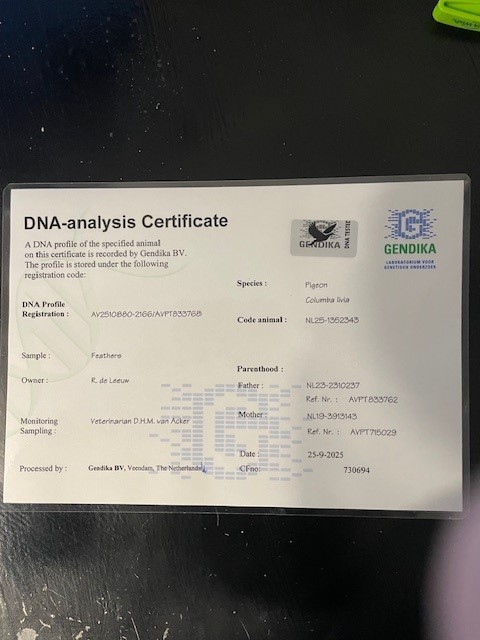 DNA-analysis Certificate
A DNA profile of the specified animal
on this certificate is recorded by Gendika BV.
The profile is stored under the following
registration code:
GENDIKA
DNA TESTED
GENDIKA
LABORATORIUM VOOR
GENETISCH ONDERZOEK
Species : Pigeon
Columba livia
DNA Profile
Registration : AV2510880-2166/AVPT833768
Code animal : NL25-1352343
Sample : Feathers
Owner : R. de Leeuw
Parenthood :
Father : NL23-2310237
Ref. Nr. : AVPT833762
Mother : NL19-3913143
Ref. Nr. : AVPT715029
Monitoring
Sampling : Veterinarian D.H.M. van Acker
Date : 25-9-2025
Processed by : Gendika BV, Veendam, The Netherlands
CFno: 730694